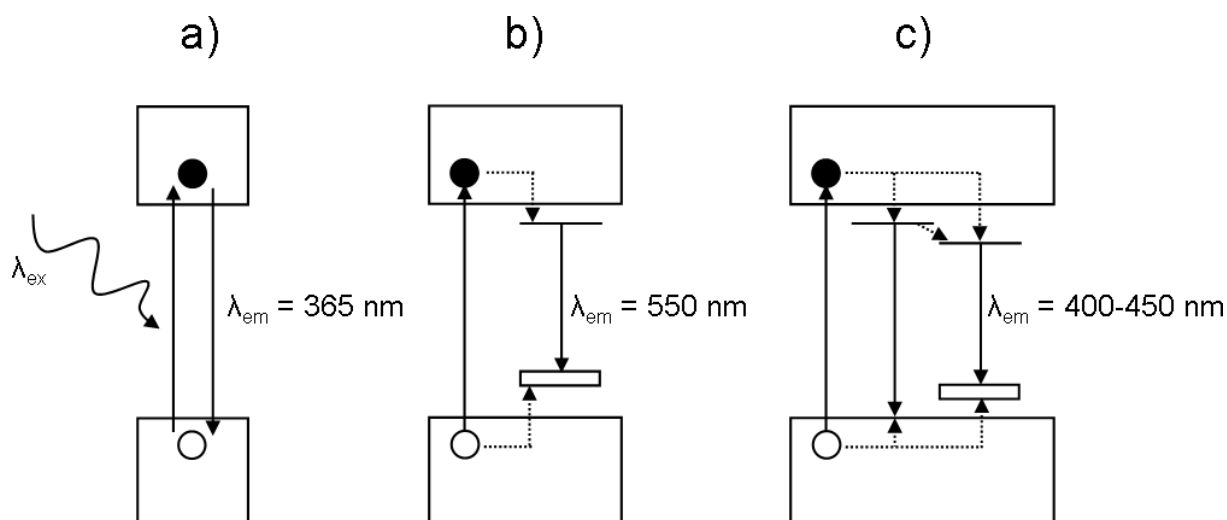 a)
b)
c)
λex
λem = 365 nm
λem = 550 nm
λem = 400-450 nm